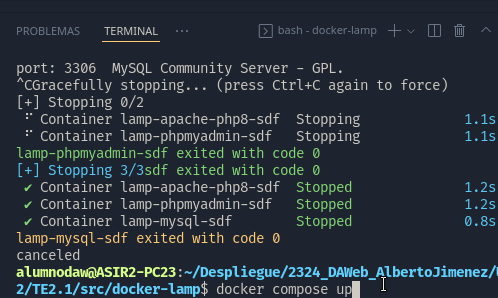 PROBLEMAS TERMINAL ··· bash - docker-lamp
port: 3306  MySQL Community Server - GPL.
^CGracefully stopping... (press Ctrl+C again to force)
[+] Stopping 0/2
⠋ Container lamp-apache-php8-sdf  Stopping 1.1s
⠋ Container lamp-phpmyadmin-sdf  Stopping 1.1s
lamp-phpmyadmin-sdf exited with code 0
[+] Stopping 3/3sdf exited with code 0
✔ Container lamp-apache-php8-sdf  Stopped 1.2s
✔ Container lamp-phpmyadmin-sdf  Stopped 1.2s
✔ Container lamp-mysql-sdf  Stopped 0.8s
lamp-mysql-sdf exited with code 0
canceled
alumnodaw@ASIR2-PC23:~/Despliegue/2324_DAWeb_AlbertoJimenez/
2/TE2.1/src/docker-lamp$ docker compose up